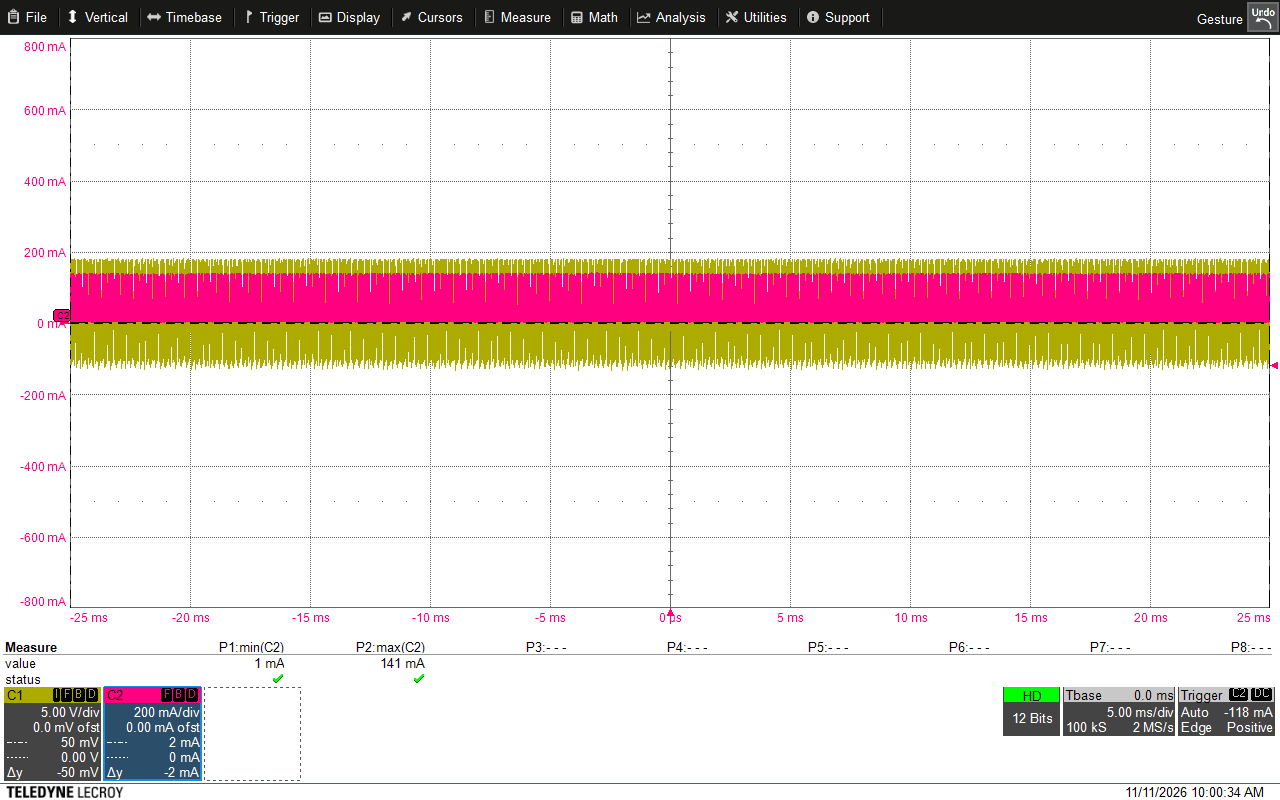 File Vertical Timebase Trigger Display Cursors Measure Math Analysis Utilities Support Gesture Undo
800 mA
600 mA
400 mA
200 mA
C2
0 mA
-200 mA
-400 mA
-600 mA
-800 mA
-25 ms -20 ms -15 ms -10 ms -5 ms 0 µs 5 ms 10 ms 15 ms 20 ms 25 ms
Measure P1:min(C2) P2:max(C2) P3:- - - P4:- - - P5:- - - P6:- - - P7:- - - P8:- - -
value 1 mA 141 mA
status
C1 I F B D
5.00 V/div
0.0 mV ofst
50 mV
0.00 V
Δy -50 mV
C2 F B D
200 mA/div
0.00 mA ofst
2 mA
0 mA
Δy -2 mA
HD
12 Bits
Tbase 0.0 ms
5.00 ms/div
100 kS 2 MS/s
Trigger C2 DC
Auto -118 mA
Edge Positive
TELEDYNE LECROY 11/11/2026 10:00:34 AM